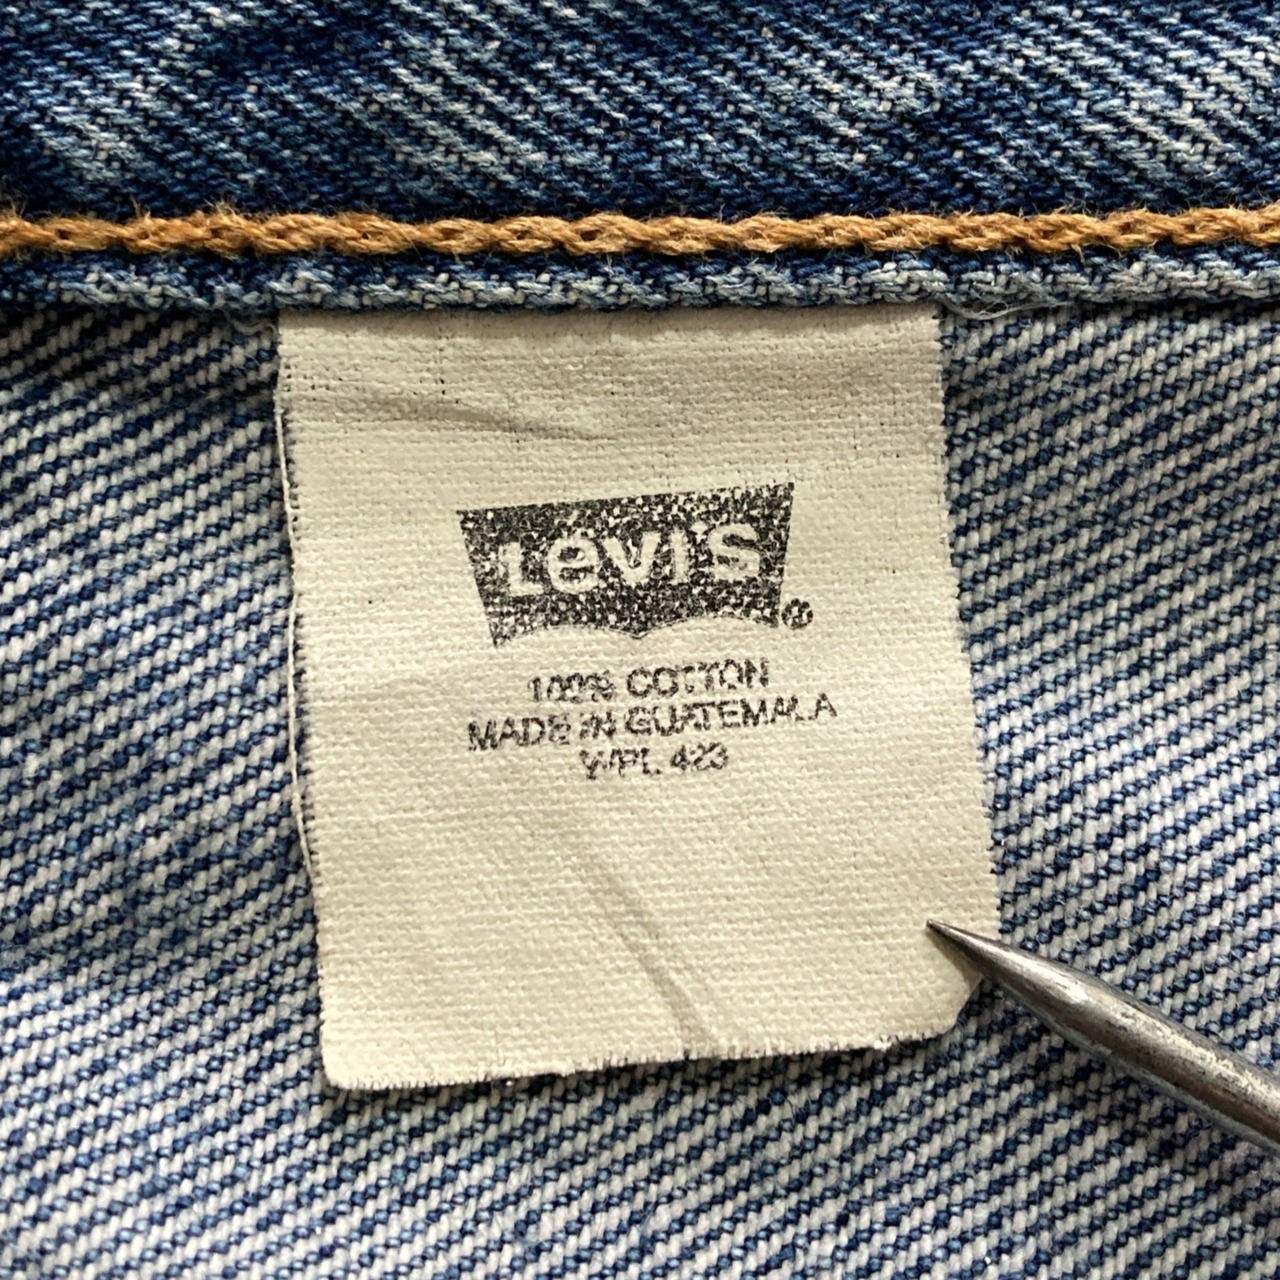 Levi's®
100% COTTON
MADE IN GUATEMALA
WPL 423